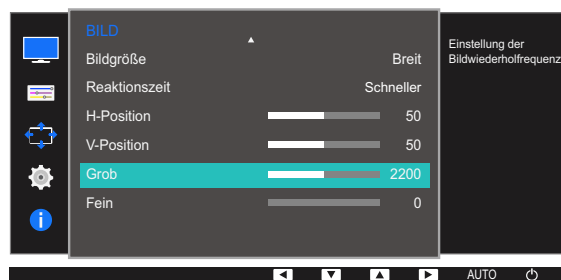 BILD
Bildgröße Breit
Reaktionszeit Schneller
H-Position 50
V-Position 50
Grob 2200
Fein 0
Einstellung der
Bildwiederholfrequenz
AUTO